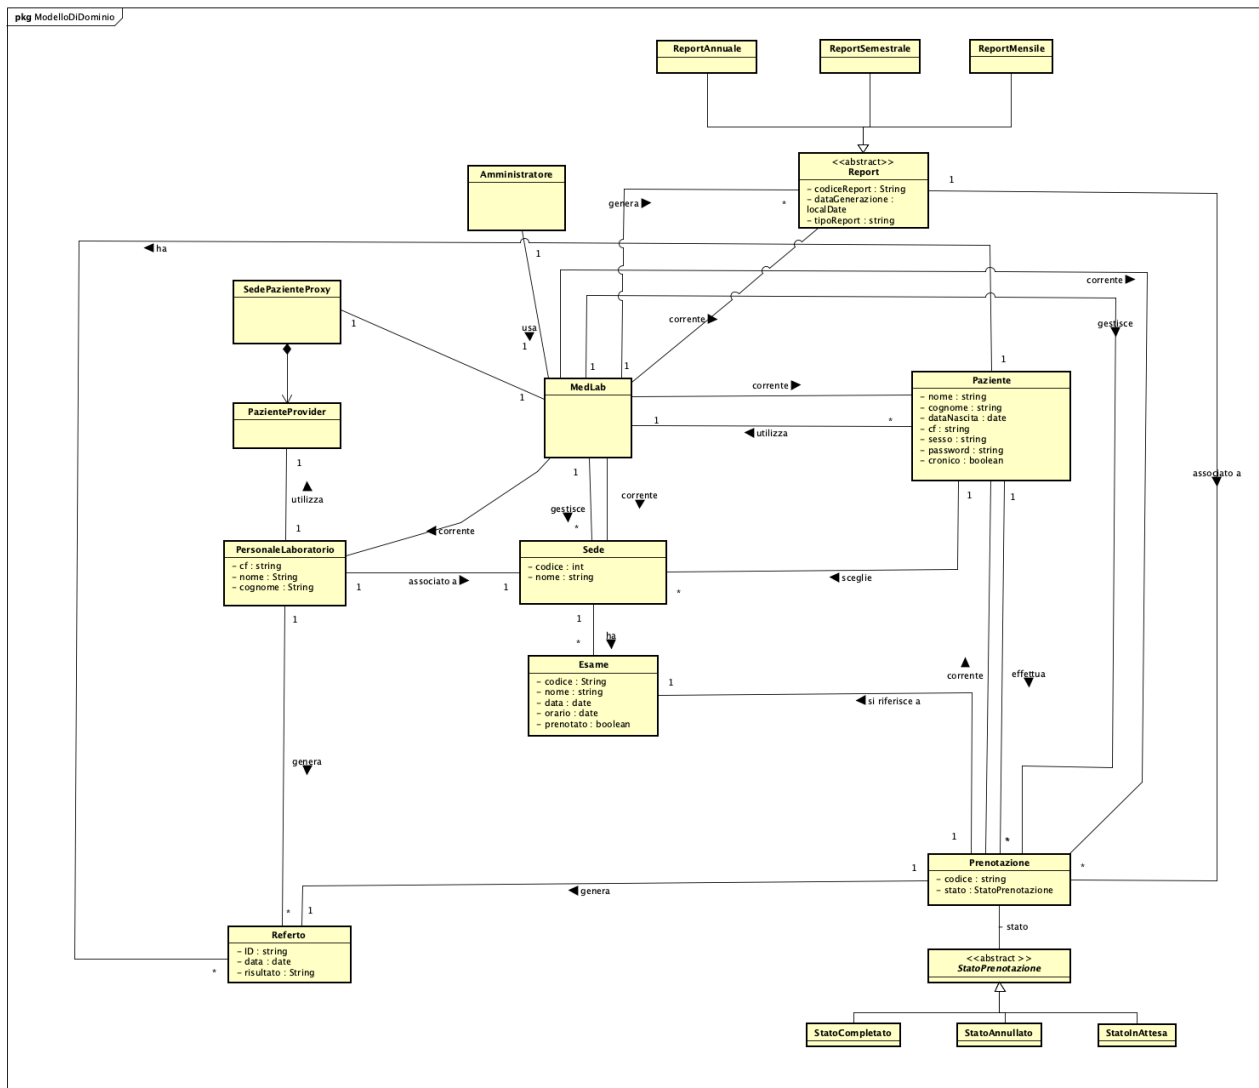 pkg ModelloDiDominio
ReportAnnuale
ReportSemestrale
ReportMensile
<<abstract>>
Report
– codiceReport : String
– dataGenerazione :
localDate
– tipoReport : string
1
*
genera
Amministratore
1
ha
corrente
SedePazienteProxy
1
corrente
gestisce
usa
1
1
1
1
MedLab
corrente
1
Paziente
– nome : string
– cognome : string
– dataNascita : date
– cf : string
– sesso : string
– password : string
– cronico : boolean
1
*
utilizza
PazienteProvider
1
utilizza
1
associato a
1
gestisce
*
corrente
1
1
corrente
PersonaleLaboratorio
– cf : string
– nome : String
– cognome : String
associato a
1
1
Sede
– codice : int
– nome : string
sceglie
*
1
1
*
ha
Esame
– codice : String
– nome : string
– data : date
– orario : date
– prenotato : boolean
1
si riferisce a
corrente
effettua
genera
1
*
Prenotazione
– codice : string
– stato : StatoPrenotazione
1
*
genera
*
1
Referto
– ID : string
– data : date
– risultato : String
*
– stato
<<abstract >>
StatoPrenotazione
StatoCompletato
StatoAnnullato
StatoInAttesa